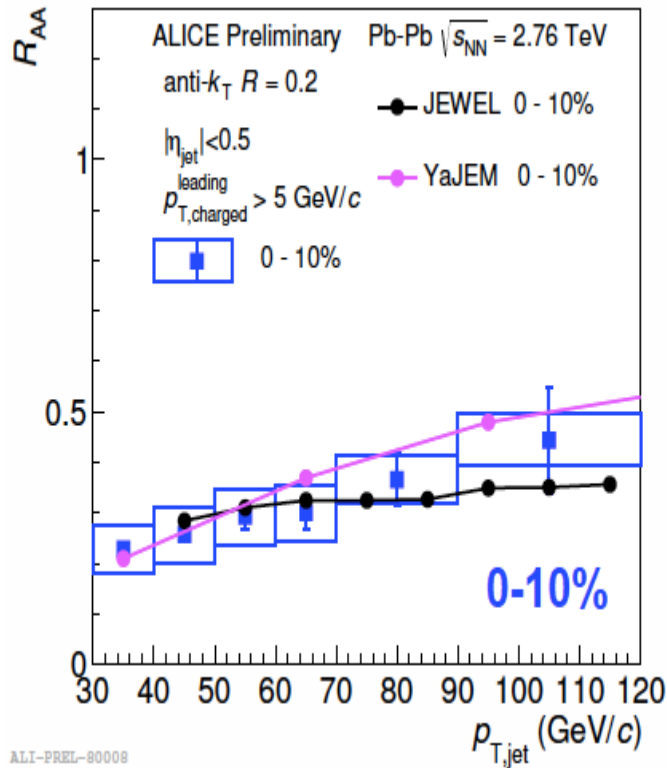 R_AA
ALICE Preliminary Pb-Pb √s_NN = 2.76 TeV
anti-k_T R = 0.2
JEWEL 0 - 10%
|η_jet|<0.5
YaJEM 0 - 10%
p_T,charged^leading > 5 GeV/c
0 - 10%
1
0.5
0
0-10%
30 40 50 60 70 80 90 100 110 120
p_T,jet (GeV/c)
ALI-PREL-80008